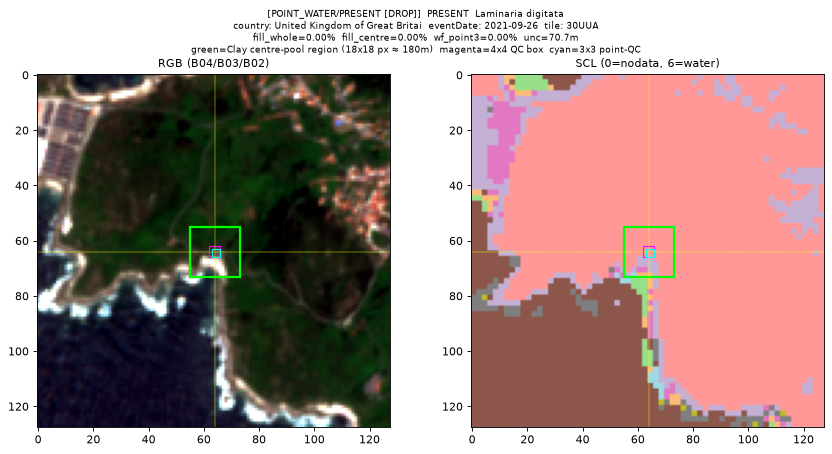 [POINT_WATER/PRESENT [DROP]]  PRESENT  Laminaria digitata
country: United Kingdom of Great Britai  eventDate: 2021-09-26  tile: 30UUA
fill_whole=0.00%  fill_centre=0.00%  wf_point3=0.00%  unc=70.7m
green=Clay centre-pool region (18x18 px ≈ 180m)  magenta=4x4 QC box  cyan=3x3 point-QC
RGB (B04/B03/B02)
0
20
40
60
80
100
120
0 20 40 60 80 100 120
SCL (0=nodata, 6=water)
0
20
40
60
80
100
120
0 20 40 60 80 100 120